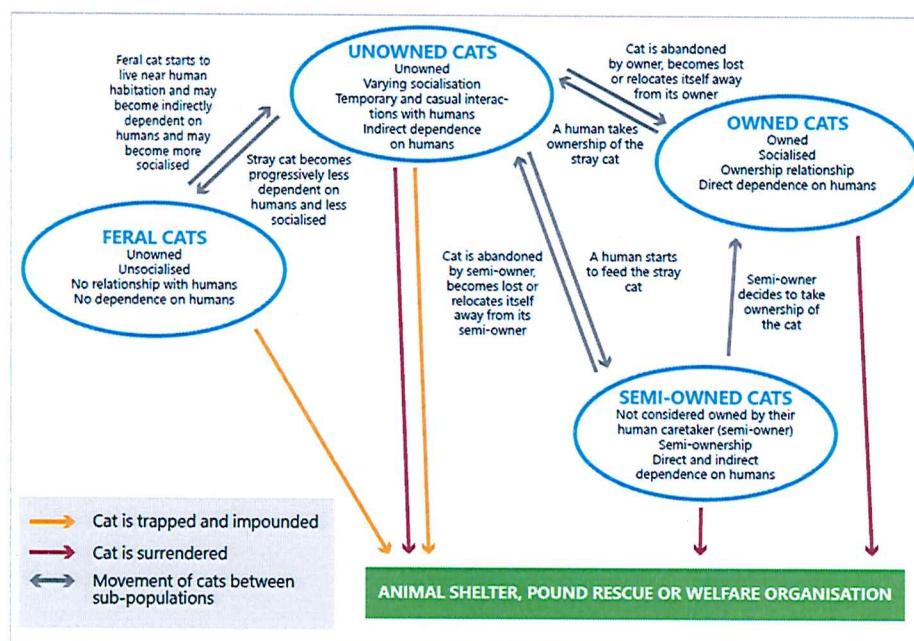 Feral cat starts to
live near human
habitation and may
become indirectly
dependent on
humans and may
become more
socialised
UNOWNED CATS
Unowned
Varying socialisation
Temporary and casual interac-
tions with humans
Indirect dependence
on humans
Cat is abandoned
by owner, becomes lost
or relocates itself away
from its owner
A human takes
ownership of the
stray cat
OWNED CATS
Owned
Socialised
Ownership relationship
Direct dependence on humans
Stray cat becomes
progressively less
dependent on
humans and less
socialised
FERAL CATS
Unowned
Unsocialised
No relationship with humans
No dependence on humans
Cat is abandoned
by semi-owner,
becomes lost or
relocates itself
away from its
semi-owner
A human starts
to feed the stray
cat
Semi-owner
decides to take
ownership of
the cat
SEMI-OWNED CATS
Not considered owned by their
human caretaker (semi-owner)
Semi-ownership
Direct and indirect
dependence on humans
Cat is trapped and impounded
Cat is surrendered
Movement of cats between
sub-populations
ANIMAL SHELTER, POUND RESCUE OR WELFARE ORGANISATION